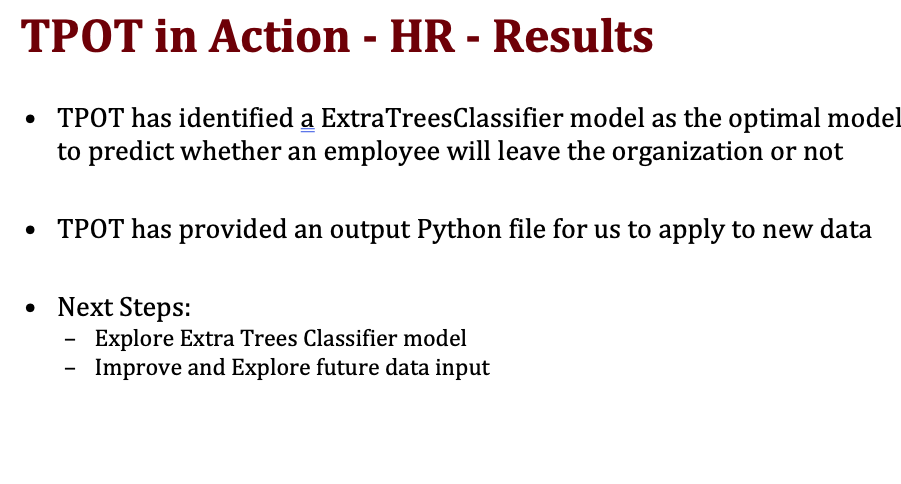 TPOT in Action - HR - Results
• TPOT has identified a ExtraTreesClassifier model as the optimal model
to predict whether an employee will leave the organization or not
• TPOT has provided an output Python file for us to apply to new data
• Next Steps:
– Explore Extra Trees Classifier model
– Improve and Explore future data input